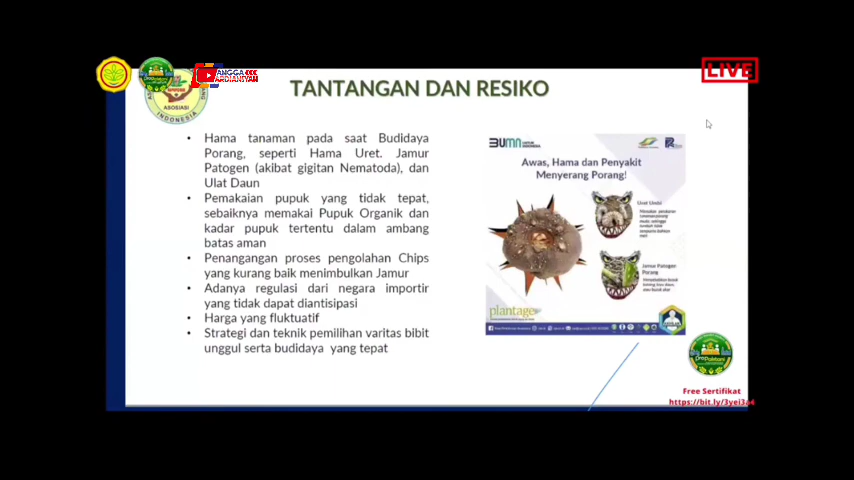 ANGGA
ARDIANSYAH
LIVE
ASOSIASI
INDONESIA
TANTANGAN DAN RESIKO
• Hama tanaman pada saat Budidaya
Porang, seperti Hama Uret. Jamur
Patogen (akibat gigitan Nematoda), dan
Ulat Daun
• Pemakaian pupuk yang tidak tepat,
sebaiknya memakai Pupuk Organik dan
kadar pupuk tertentu dalam ambang
batas aman
• Penanganan proses pengolahan Chips
yang kurang baik menimbulkan Jamur
• Adanya regulasi dari negara importir
yang tidak dapat diantisipasi
• Harga yang fluktuatif
• Strategi dan teknik pemilihan varitas bibit
unggul serta budidaya yang tepat
BUMN
Awas, Hama dan Penyakit
Menyerang Porang!
Jamur Patogen
Porang
plantage
Free Sertifikat